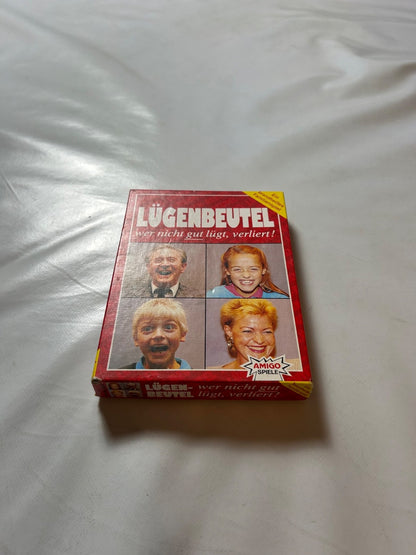 LÜGENBEUTEL
wer nicht gut lügt, verliert!
AMIGO
SPIELE
LÜGEN-
BEUTEL
wer nicht gut
lügt, verliert!